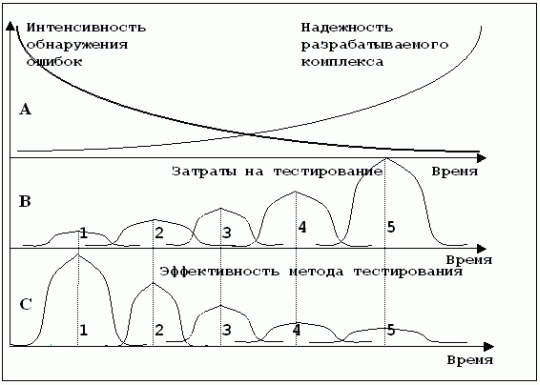 Интенсивность
обнаружения
ошибок
Надежность
разрабатываемого
комплекса
A
Затраты на тестирование
Время
B
1
2
3
4
5
Время
Эффективность метода тестирования
C
1
2
3
4
5
Время